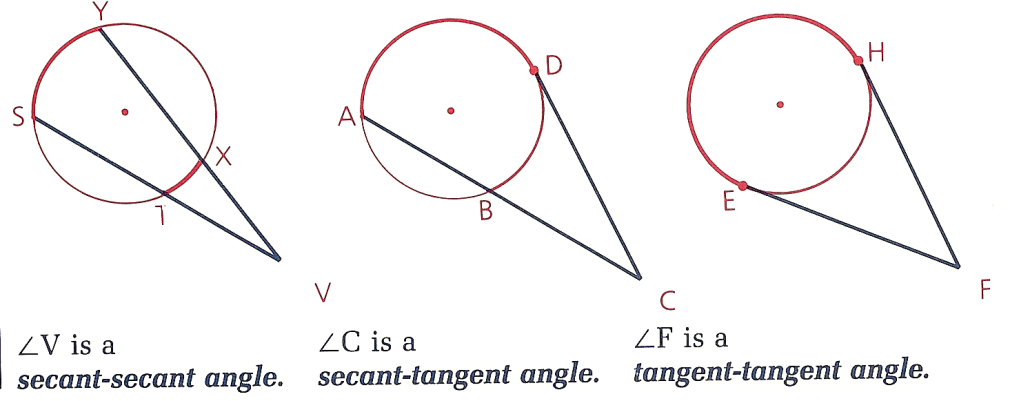 Y
S
X
T
V
A
D
B
C
H
E
F
∠V is a
secant-secant angle.
∠C is a
secant-tangent angle.
∠F is a
tangent-tangent angle.